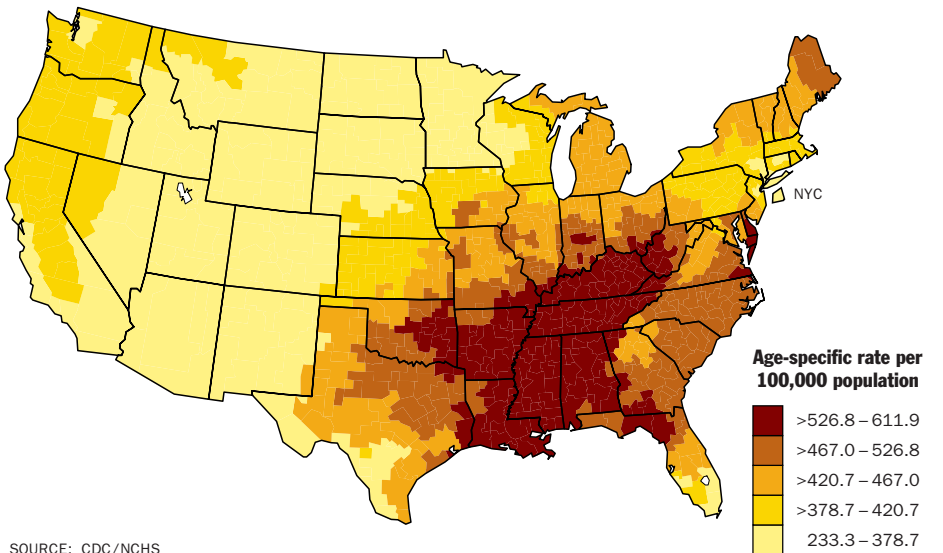 NYC
Age-specific rate per
100,000 population
>526.8 – 611.9
>467.0 – 526.8
>420.7 – 467.0
>378.7 – 420.7
233.3 – 378.7
SOURCE: CDC/NCHS